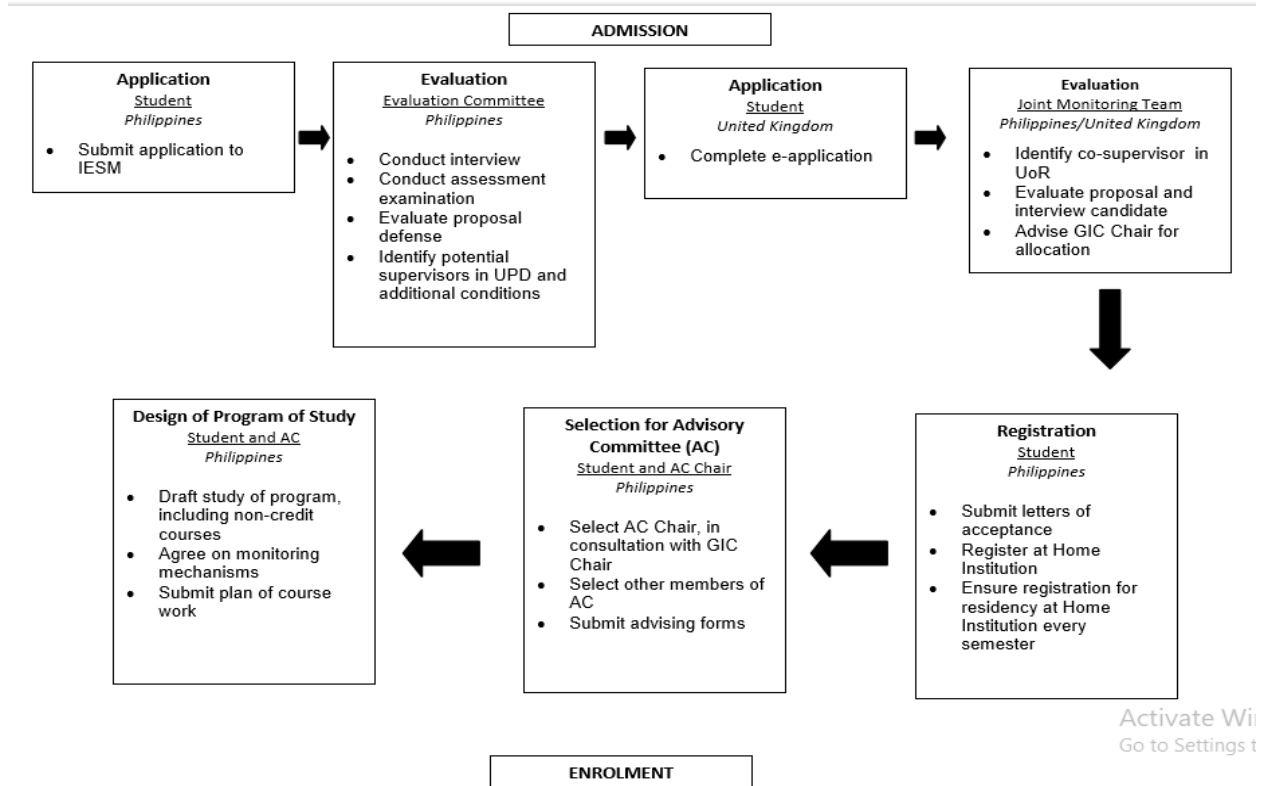 ADMISSION
Application
Student
Philippines
• Submit application to
IESM
Evaluation
Evaluation Committee
Philippines
• Conduct interview
• Conduct assessment
examination
• Evaluate proposal
defense
• Identify potential
supervisors in UPD and
additional conditions
Application
Student
United Kingdom
• Complete e-application
Evaluation
Joint Monitoring Team
Philippines/United Kingdom
• Identify co-supervisor in
UoR
• Evaluate proposal and
interview candidate
• Advise GIC Chair for
allocation
Registration
Student
Philippines
• Submit letters of
acceptance
• Register at Home
Institution
• Ensure registration for
residency at Home
Institution every
semester
Selection for Advisory
Committee (AC)
Student and AC Chair
Philippines
• Select AC Chair, in
consultation with GIC
Chair
• Select other members of
AC
• Submit advising forms
Design of Program of Study
Student and AC
Philippines
• Draft study of program,
including non-credit
courses
• Agree on monitoring
mechanisms
• Submit plan of course
work
Activate Wi
Go to Settings t
ENROLMENT